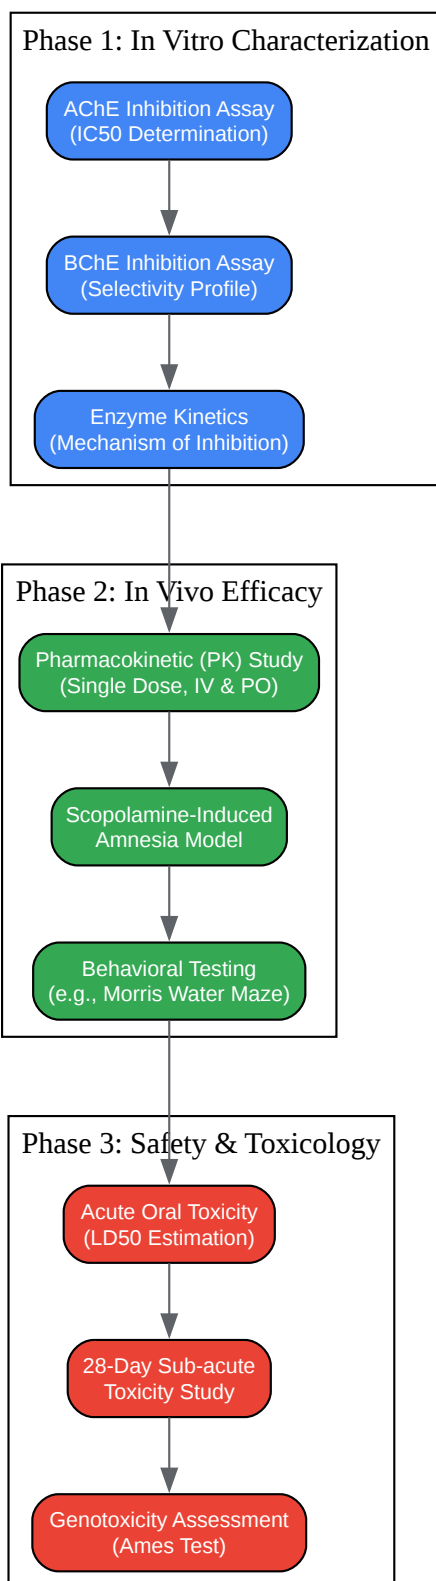 Phase 1: In Vitro Characterization
AChE Inhibition Assay
(IC50 Determination)
BChE Inhibition Assay
(Selectivity Profile)
Enzyme Kinetics
(Mechanism of Inhibition)
Phase 2: In Vivo Efficacy
Pharmacokinetic (PK) Study
(Single Dose, IV & PO)
Scopolamine-Induced
Amnesia Model
Behavioral Testing
(e.g., Morris Water Maze)
Phase 3: Safety & Toxicology
Acute Oral Toxicity
(LD50 Estimation)
28-Day Sub-acute
Toxicity Study
Genotoxicity Assessment
(Ames Test)